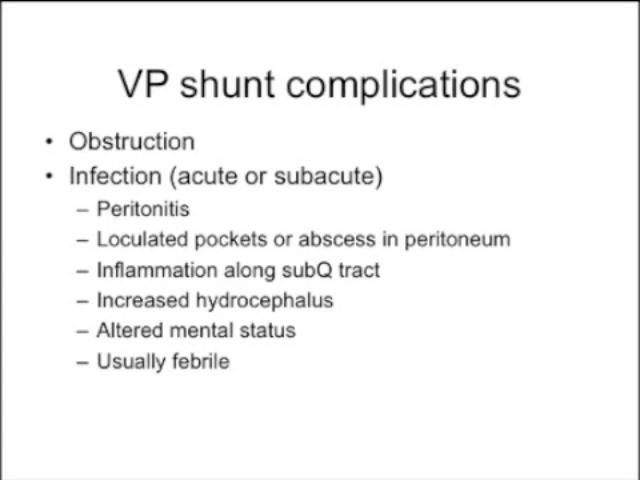 VP shunt complications
• Obstruction
• Infection (acute or subacute)
– Peritonitis
– Loculated pockets or abscess in peritoneum
– Inflammation along subQ tract
– Increased hydrocephalus
– Altered mental status
– Usually febrile